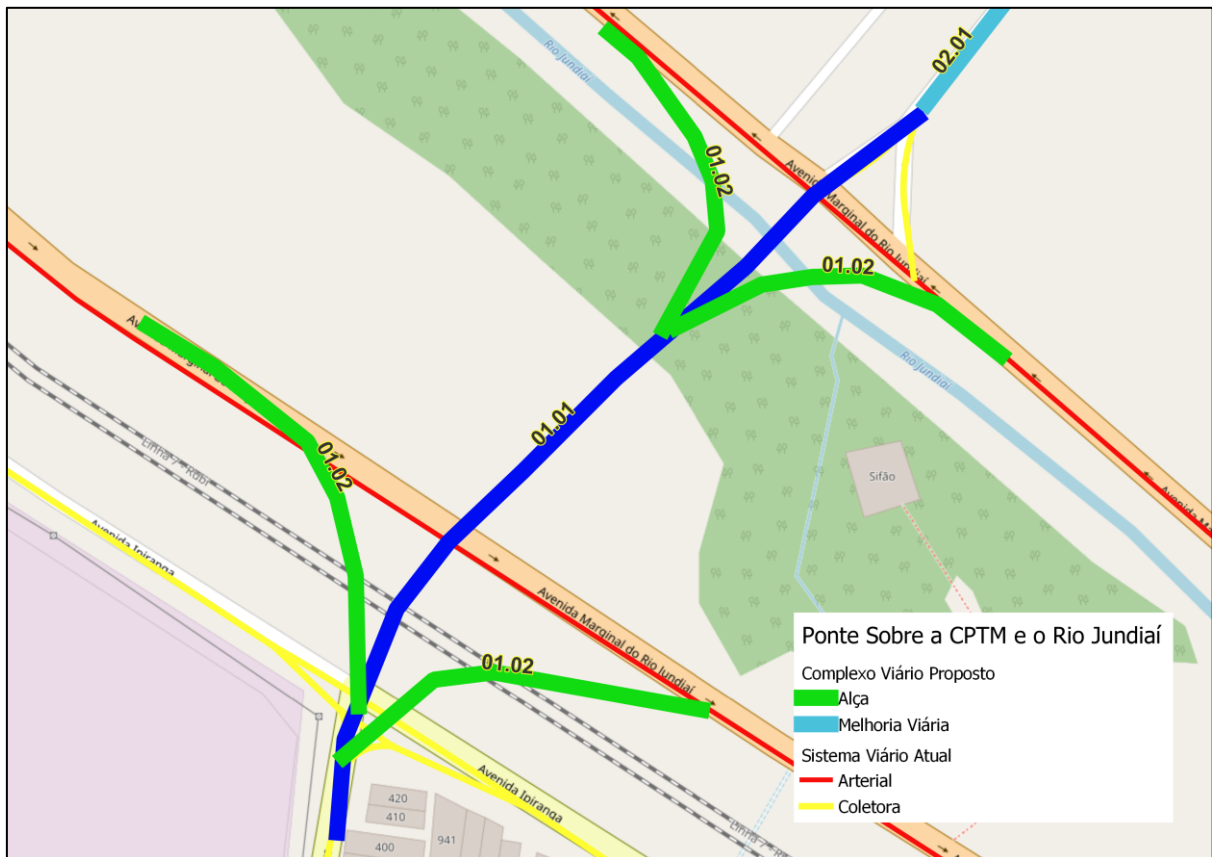 02.01
Rio Jundiaí
01.02
Avenida Marginal do Rio Jundiaí
01.02
Rio Jundiaí
01.01
01.02
Linha 7 - Rubi
Sifão
Avenida Ipiranga
Avenida Marginal do Rio Jundiaí
01.02
Avenida Ipiranga
420
410
941
400
Ponte Sobre a CPTM e o Rio Jundiaí
Complexo Viário Proposto
Alça
Melhoria Viária
Sistema Viário Atual
Arterial
Coletora